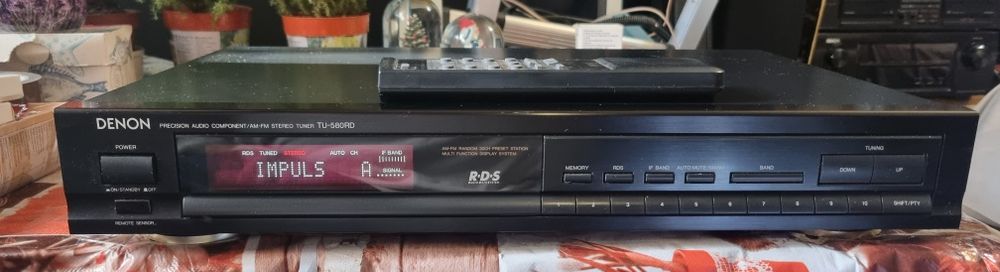 DENON PRECISION AUDIO COMPONENT/AM-FM STEREO TUNER TU-580RD
POWER
ON/STANDBY OFF
REMOTE SENSOR
RDS TUNED STEREO AUTO CH IF BAND
IMPULS A
SIGNAL
AM-FM RANDOM 30CH PRESET STATION
MULTI FUNCTION DISPLAY SYSTEM
R·D·S
MEMORY RDS IF BAND AUTO MUTE/ BAND
TUNING
DOWN UP
1 2 3 4 5 6 7 8 9 10 SHIFT/PTY